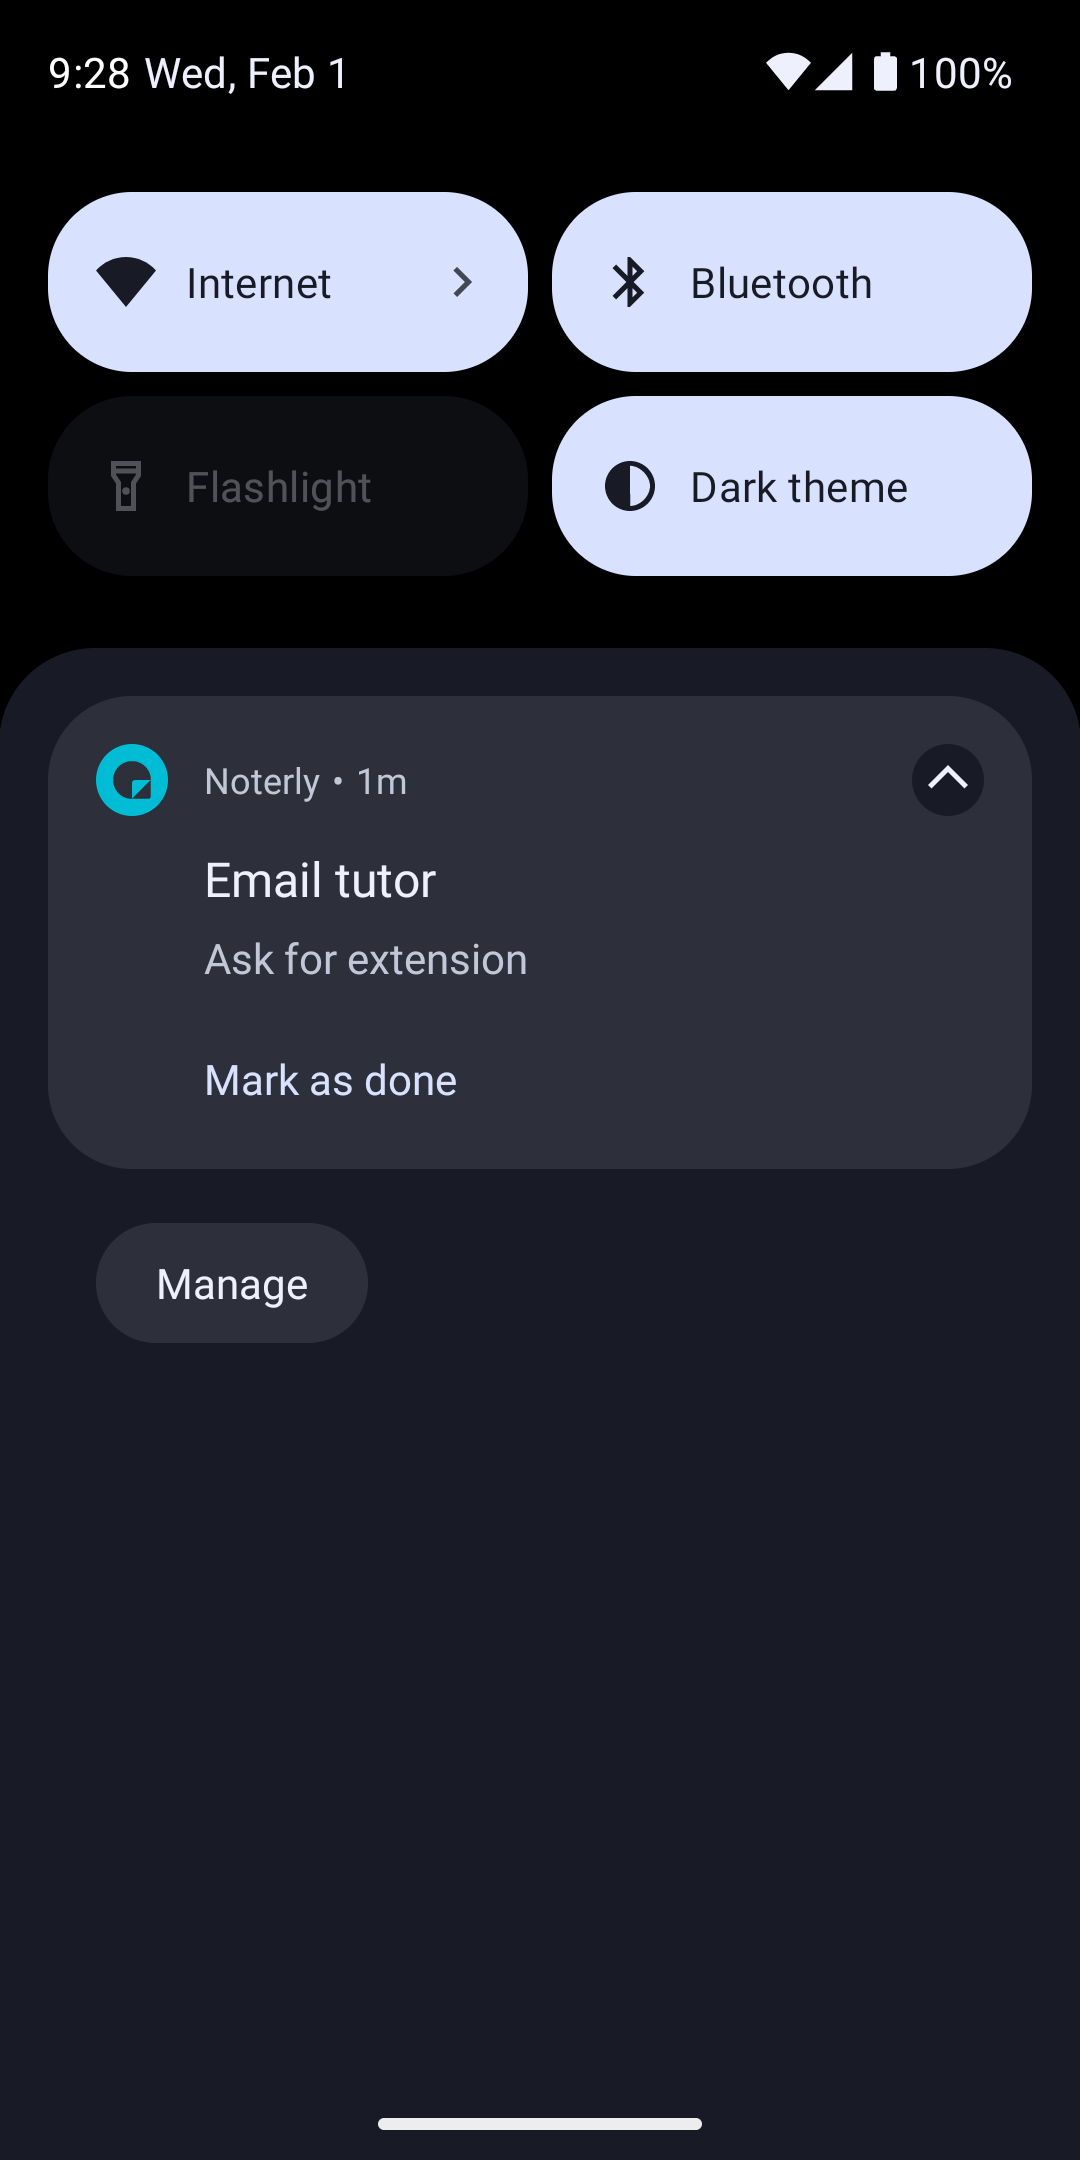 9:28 Wed, Feb 1 100%
Internet Bluetooth
Flashlight Dark theme
Noterly • 1m
Email tutor
Ask for extension
Mark as done
Manage